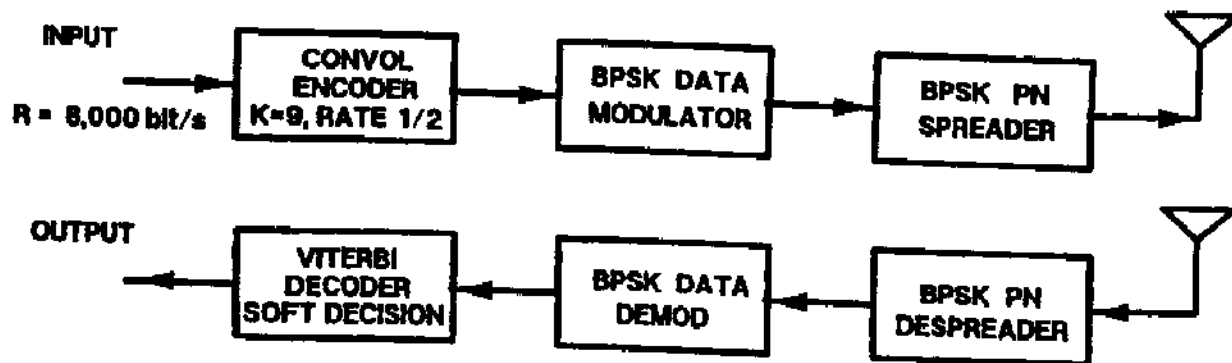 INPUT
R = 8,000 bit/s
CONVOL
ENCODER
K=9, RATE 1/2
BPSK DATA
MODULATOR
BPSK PN
SPREADER
OUTPUT
VITERBI
DECODER
SOFT DECISION
BPSK DATA
DEMOD
BPSK PN
DESPREADER